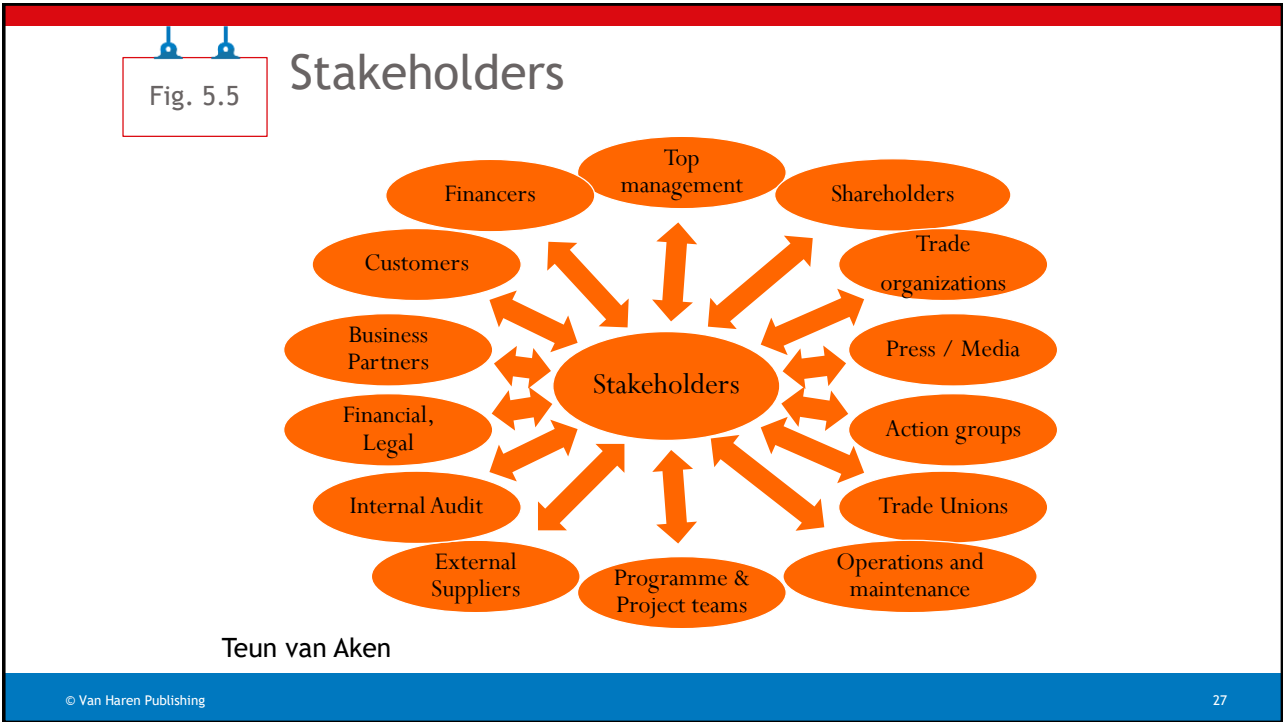 Fig. 5.5
Stakeholders
Top
management
Financers
Shareholders
Customers
Trade
organizations
Business
Partners
Press / Media
Stakeholders
Financial,
Legal
Action groups
Internal Audit
Trade Unions
External
Suppliers
Programme &
Project teams
Operations and
maintenance
Teun van Aken
© Van Haren Publishing
27